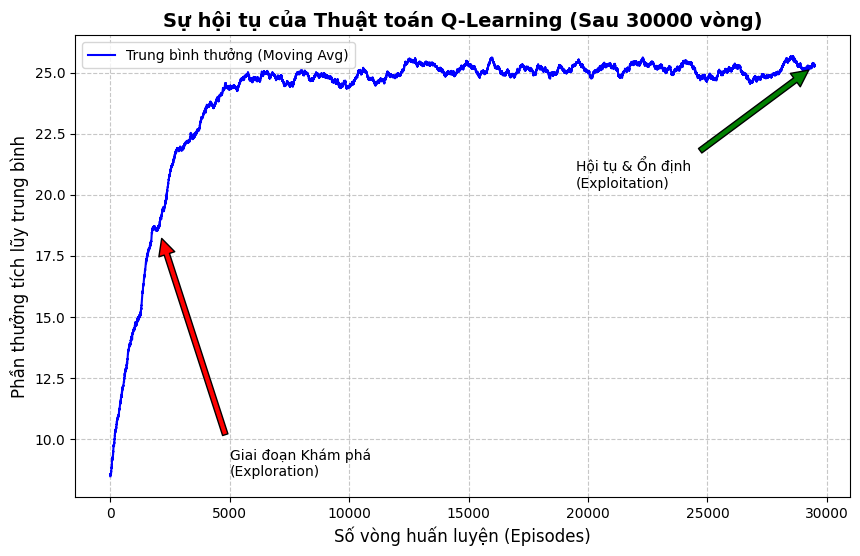 Sự hội tụ của Thuật toán Q-Learning (Sau 30000 vòng)
Trung bình thưởng (Moving Avg)
Phần thưởng tích lũy trung bình
25.0
22.5
20.0
17.5
15.0
12.5
10.0
Hội tụ & Ổn định
(Exploitation)
Giai đoạn Khám phá
(Exploration)
0
5000
10000
15000
20000
25000
30000
Số vòng huấn luyện (Episodes)